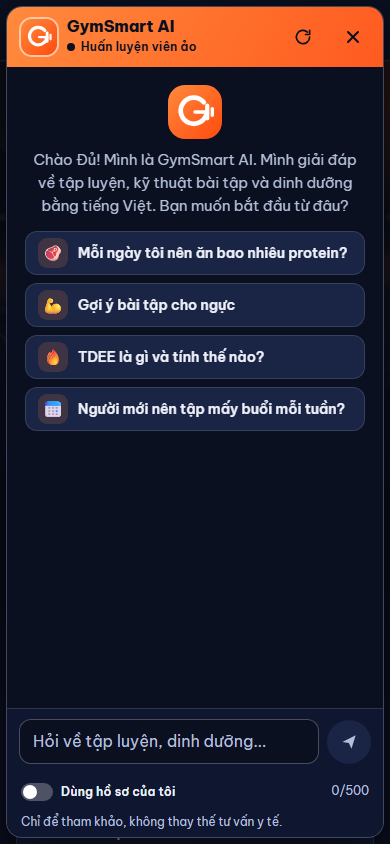 GymSmart AI
Huấn luyện viên ảo
Chào Đủ! Mình là GymSmart AI. Mình giải đáp
về tập luyện, kỹ thuật bài tập và dinh dưỡng
bằng tiếng Việt. Bạn muốn bắt đầu từ đâu?
Mỗi ngày tôi nên ăn bao nhiêu protein?
Gợi ý bài tập cho ngực
TDEE là gì và tính thế nào?
Người mới nên tập mấy buổi mỗi tuần?
Hỏi về tập luyện, dinh dưỡng...
Dùng hồ sơ của tôi
0/500
Chỉ để tham khảo, không thay thế tư vấn y tế.